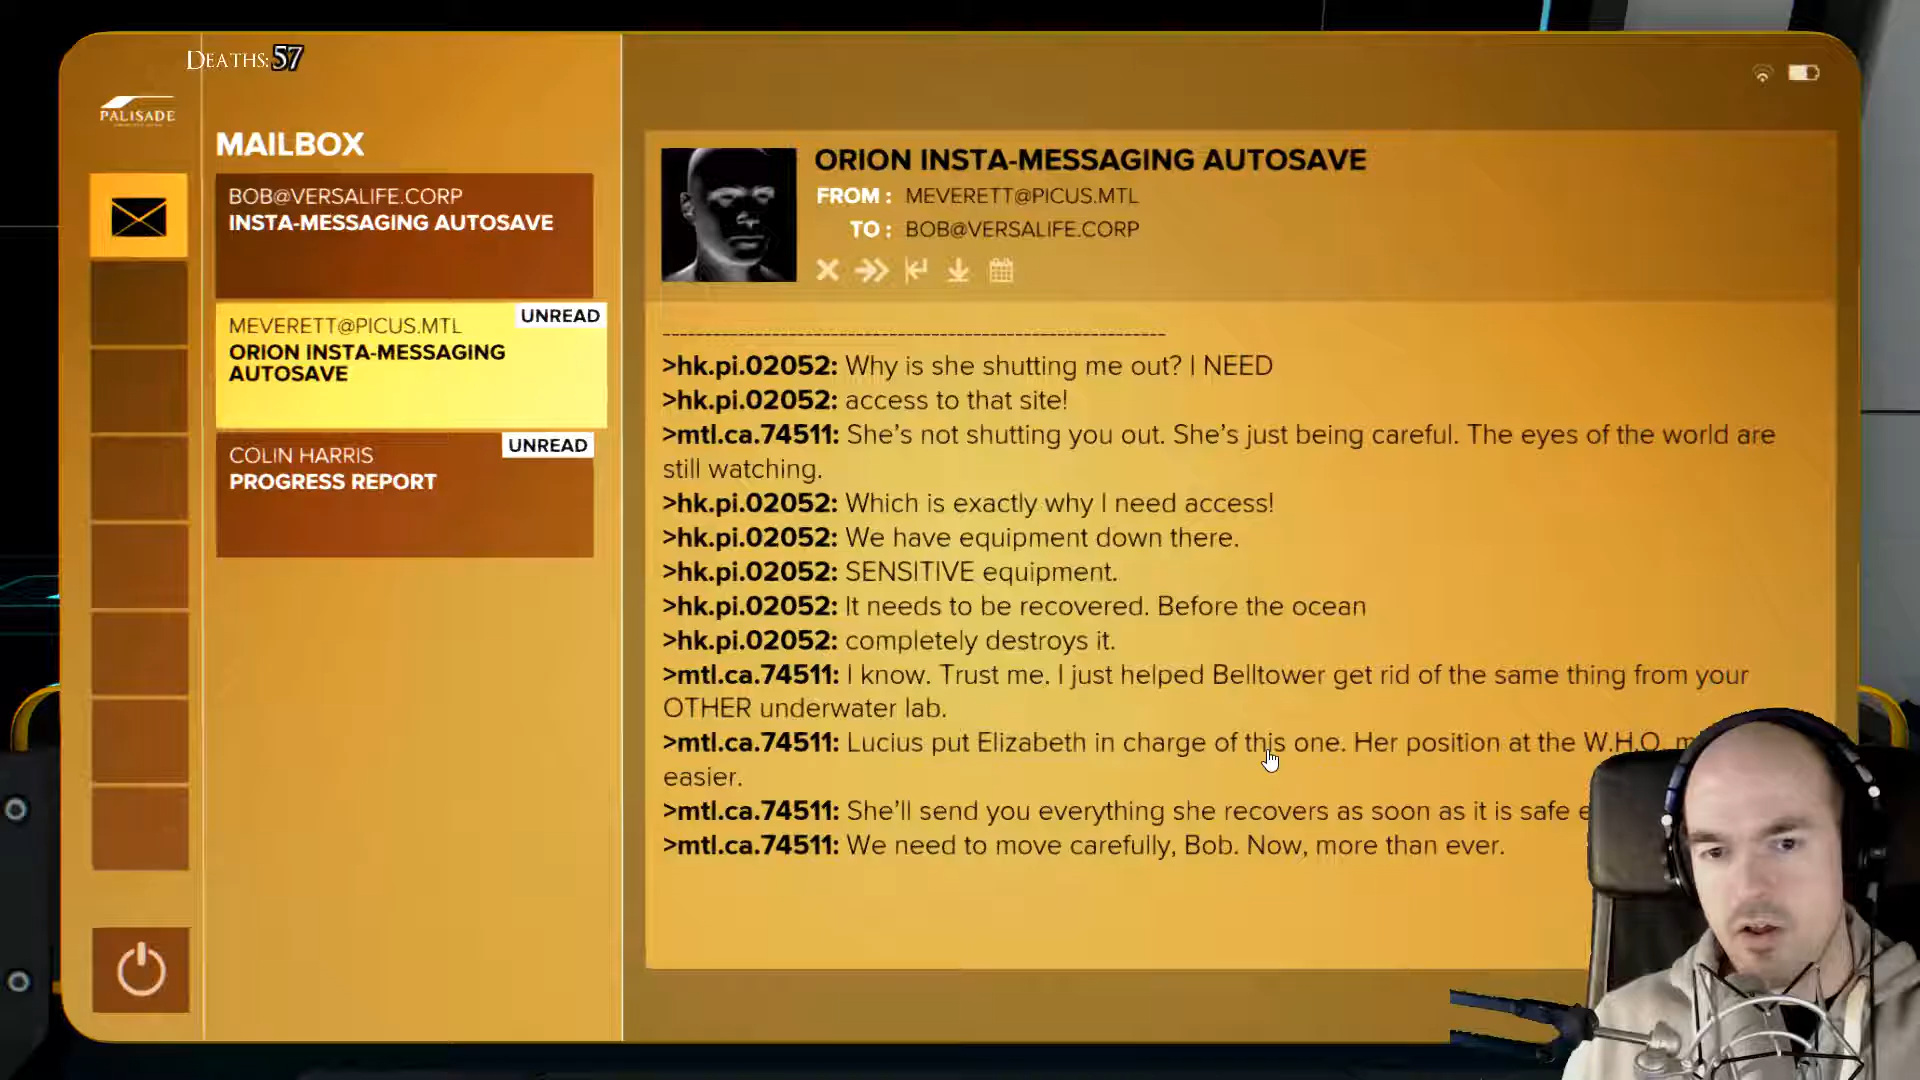 DEATHS: 57
PALISADE
MAILBOX
BOB@VERSALIFE.CORP
INSTA-MESSAGING AUTOSAVE
UNREAD
MEVERETT@PICUS.MTL
ORION INSTA-MESSAGING
AUTOSAVE
UNREAD
COLIN HARRIS
PROGRESS REPORT
ORION INSTA-MESSAGING AUTOSAVE
FROM : MEVERETT@PICUS.MTL
TO : BOB@VERSALIFE.CORP
>hk.pi.02052: Why is she shutting me out? I NEED
>hk.pi.02052: access to that site!
>mtl.ca.74511: She's not shutting you out. She's just being careful. The eyes of the world are
still watching.
>hk.pi.02052: Which is exactly why I need access!
>hk.pi.02052: We have equipment down there.
>hk.pi.02052: SENSITIVE equipment.
>hk.pi.02052: It needs to be recovered. Before the ocean
>hk.pi.02052: completely destroys it.
>mtl.ca.74511: I know. Trust me. I just helped Belltower get rid of the same thing from your
OTHER underwater lab.
>mtl.ca.74511: Lucius put Elizabeth in charge of this one. Her position at the W.H.O.
easier.
>mtl.ca.74511: She'll send you everything she recovers as soon as it is safe
>mtl.ca.74511: We need to move carefully, Bob. Now, more than ever.